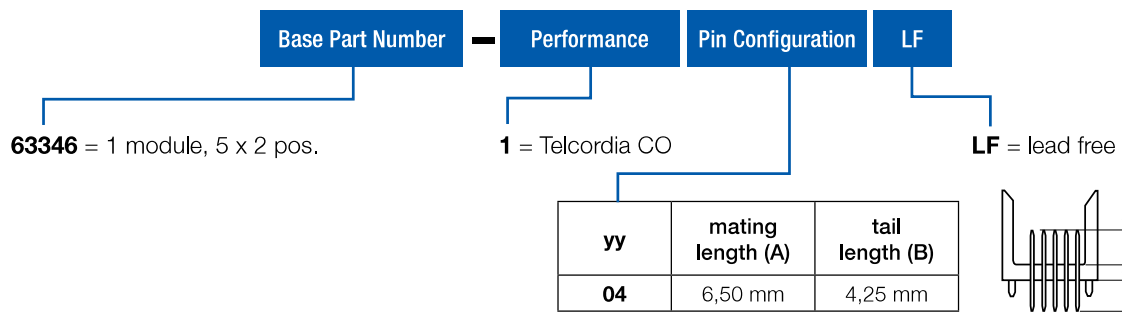 Base Part Number – Performance Pin Configuration LF
63346 = 1 module, 5 x 2 pos.
1 = Telcordia CO
LF = lead free
yy
mating
length (A)
tail
length (B)
04 6,50 mm 4,25 mm